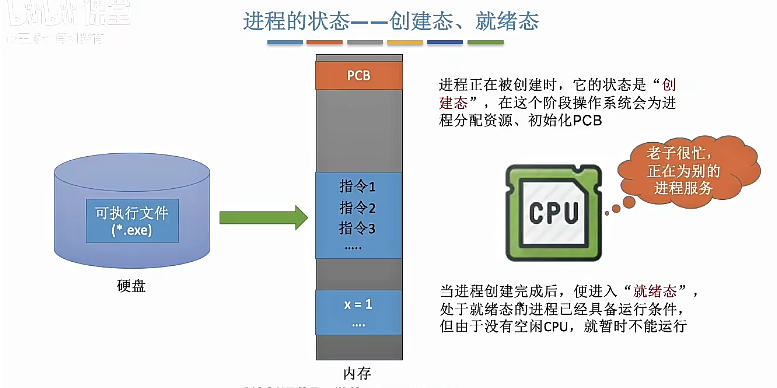 进程的状态——创建态、就绪态
PCB
进程正在被创建时，它的状态是“创
建态”，在这个阶段操作系统会为进
程分配资源、初始化PCB
老子很忙，
正在为别的
进程服务
CPU
可执行文件
(*.exe)
硬盘
指令1
指令2
指令3
.....
x = 1
....
内存
当进程创建完成后，便进入“就绪态”，
处于就绪态的进程已经具备运行条件，
但由于没有空闲CPU，就暂时不能运行